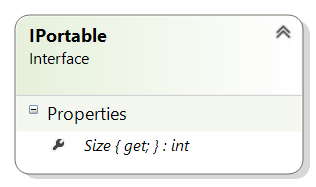 IPortable
Interface
Properties
Size { get; } : int